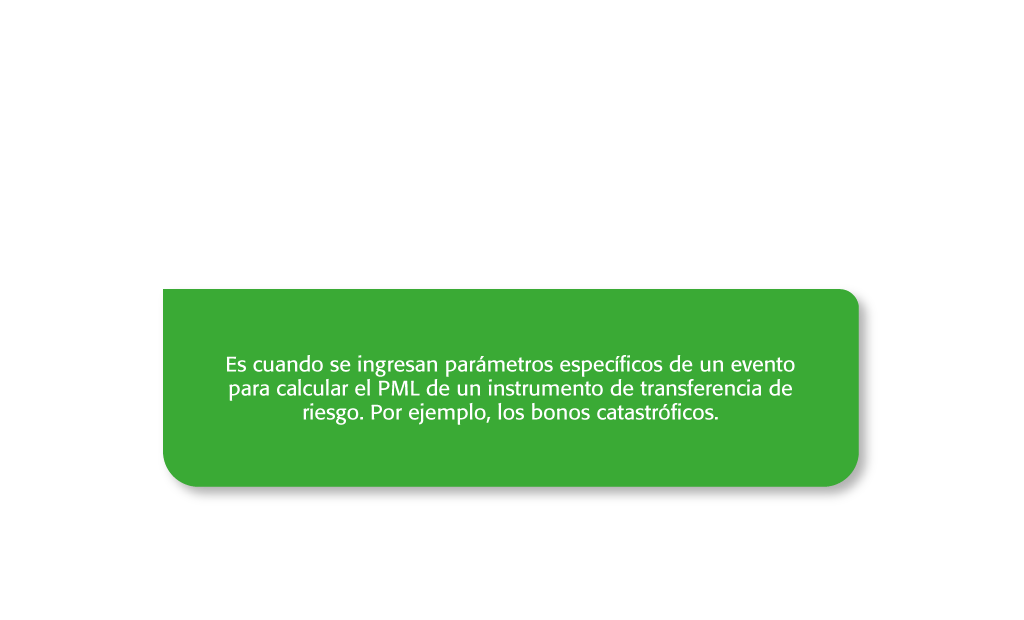 Es cuando se ingresan parámetros específicos de un evento
para calcular el PML de un instrumento de transferencia de
riesgo. Por ejemplo, los bonos catastróficos.